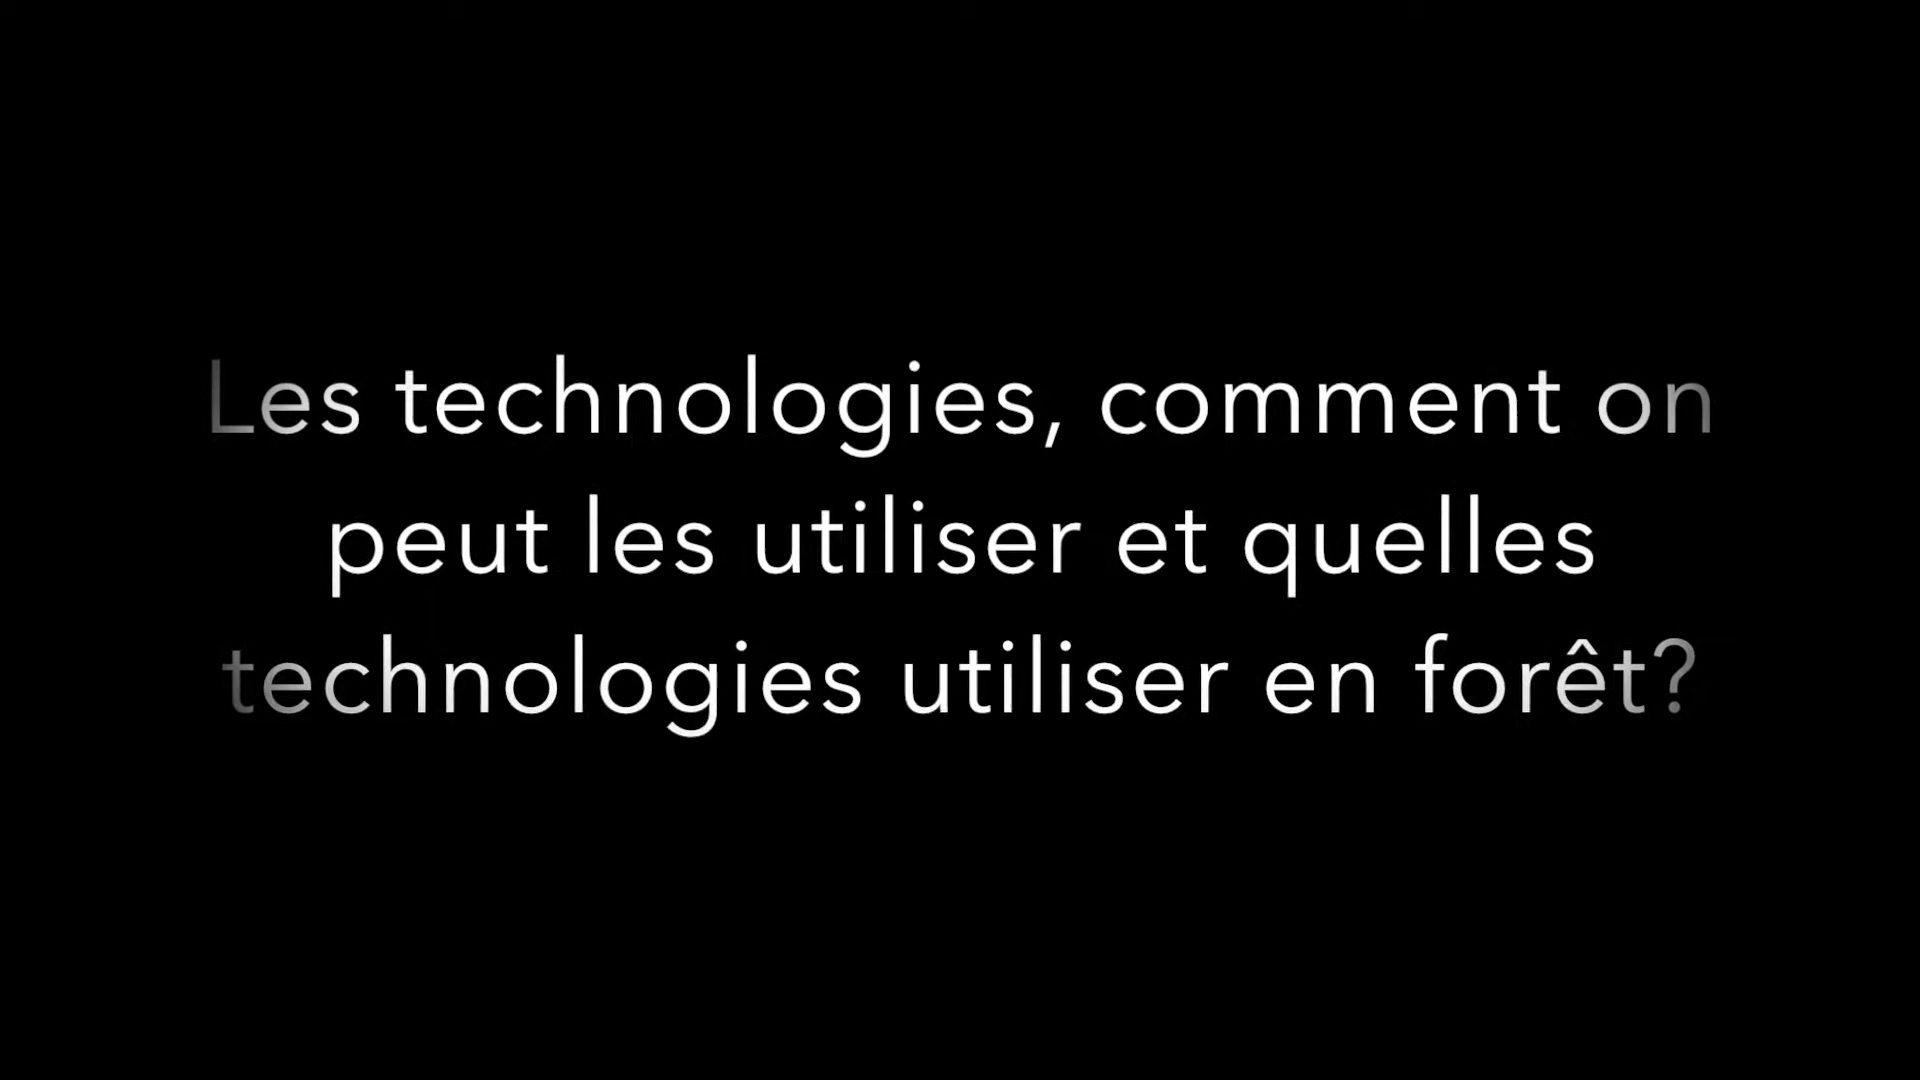 Les technologies, comment on
peut les utiliser et quelles
technologies utiliser en forêt?